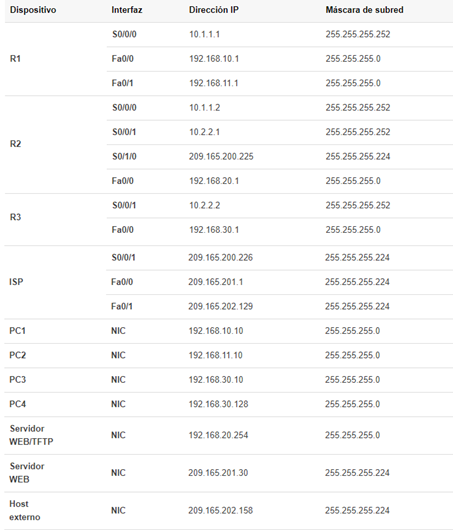 Dispositivo Interfaz Dirección IP Máscara de subred
R1 S0/0/0 10.1.1.1 255.255.255.252
Fa0/0 192.168.10.1 255.255.255.0
Fa0/1 192.168.11.1 255.255.255.0
R2 S0/0/0 10.1.1.2 255.255.255.252
S0/0/1 10.2.2.1 255.255.255.252
S0/1/0 209.165.200.225 255.255.255.224
Fa0/0 192.168.20.1 255.255.255.0
R3 S0/0/1 10.2.2.2 255.255.255.252
Fa0/0 192.168.30.1 255.255.255.0
ISP S0/0/1 209.165.200.226 255.255.255.224
Fa0/0 209.165.201.1 255.255.255.224
Fa0/1 209.165.202.129 255.255.255.224
PC1 NIC 192.168.10.10 255.255.255.0
PC2 NIC 192.168.11.10 255.255.255.0
PC3 NIC 192.168.30.10 255.255.255.0
PC4 NIC 192.168.30.128 255.255.255.0
Servidor
WEB/TFTP NIC 192.168.20.254 255.255.255.0
Servidor
WEB NIC 209.165.201.30 255.255.255.224
Host
externo NIC 209.165.202.158 255.255.255.224